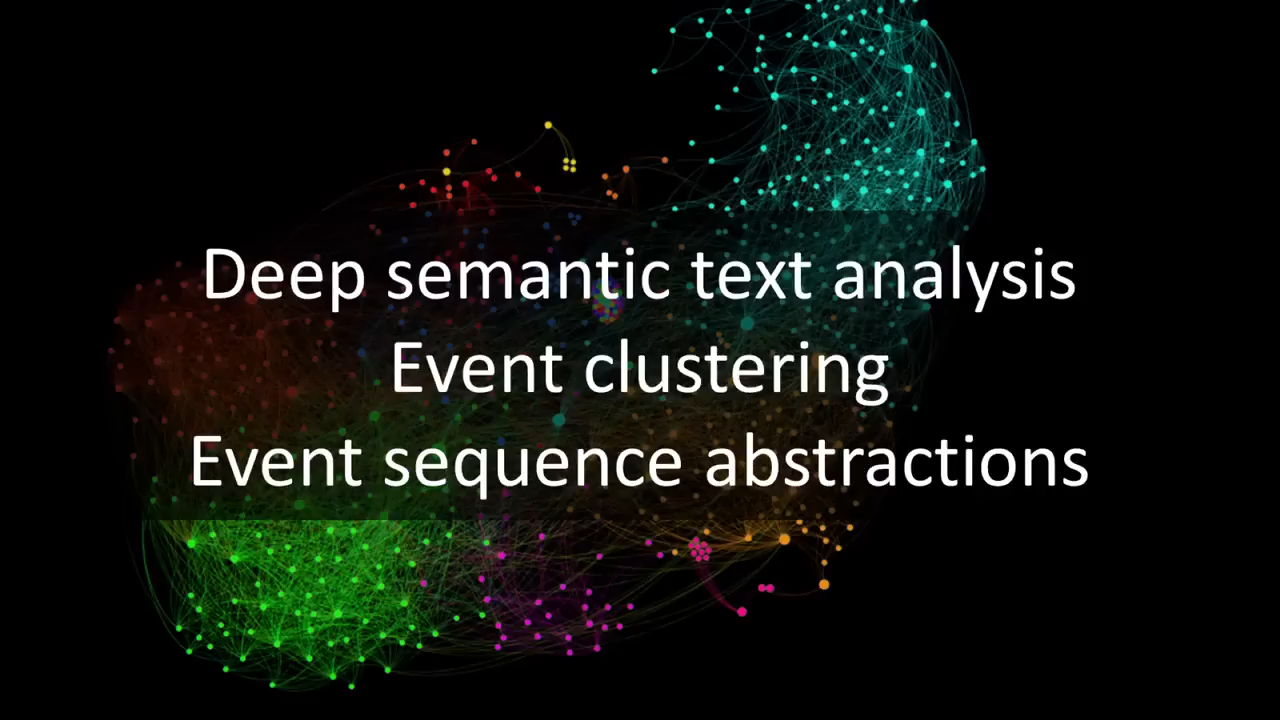 Deep semantic text analysis
Event clustering
Event sequence abstractions